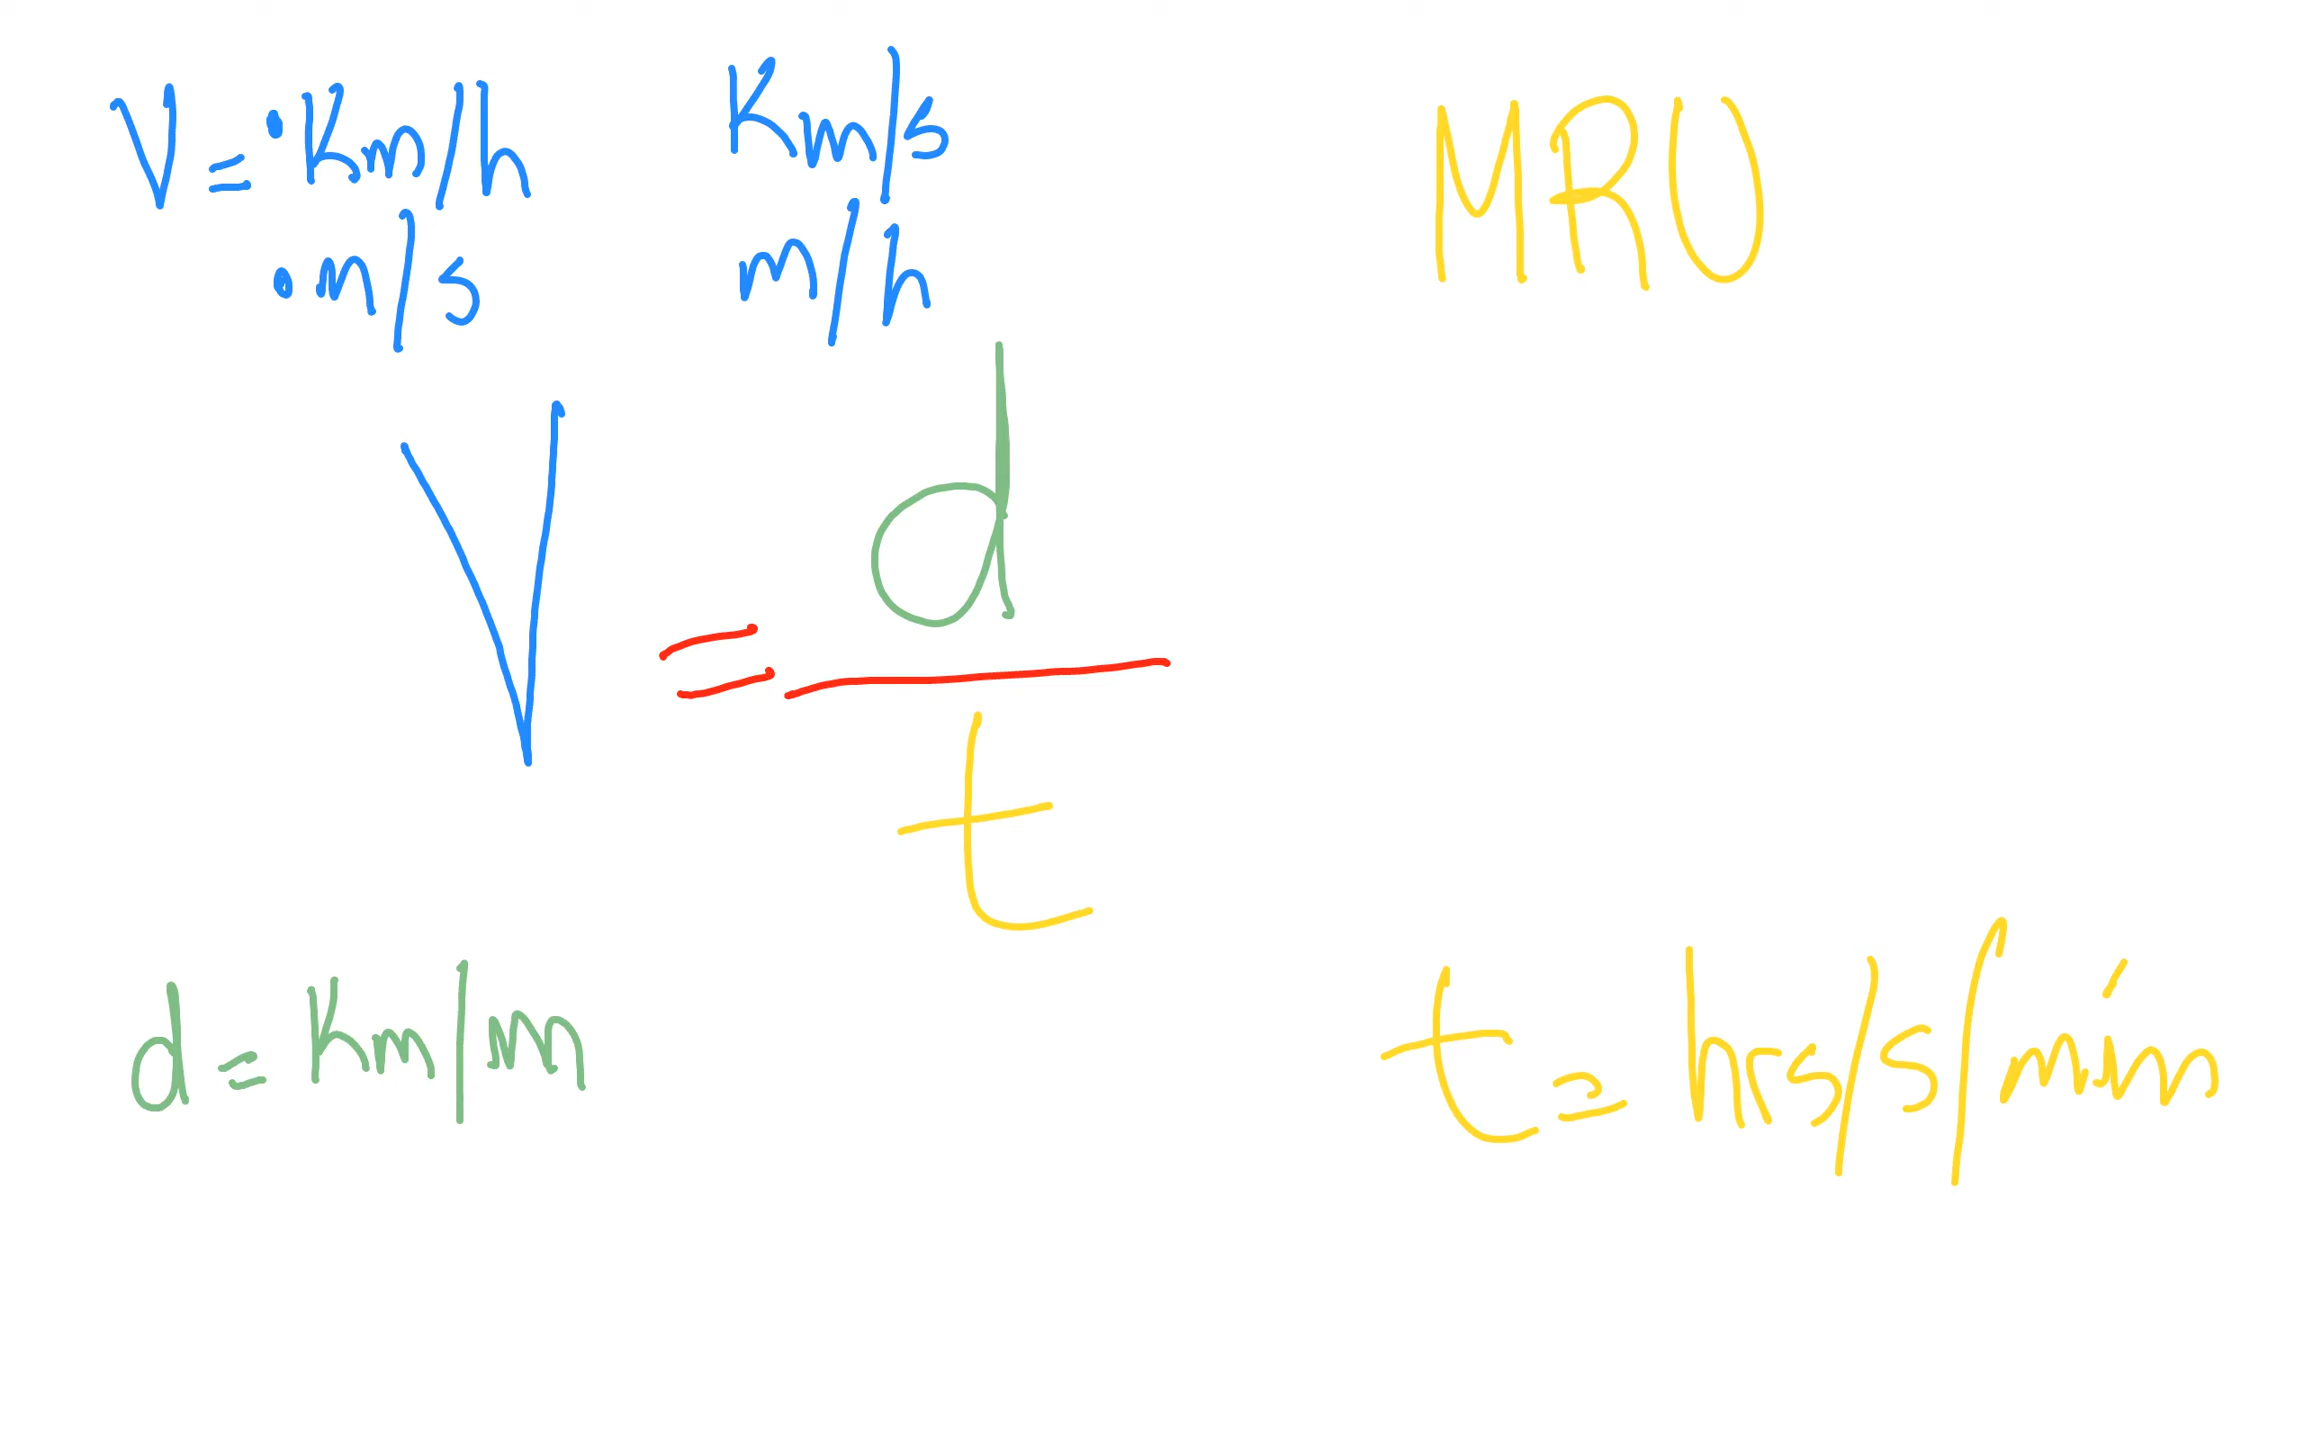 V = • Km/h
• m/s
Km/s
m/h
MRU
V = d
t
d = Km/m
t = hrs/s/min